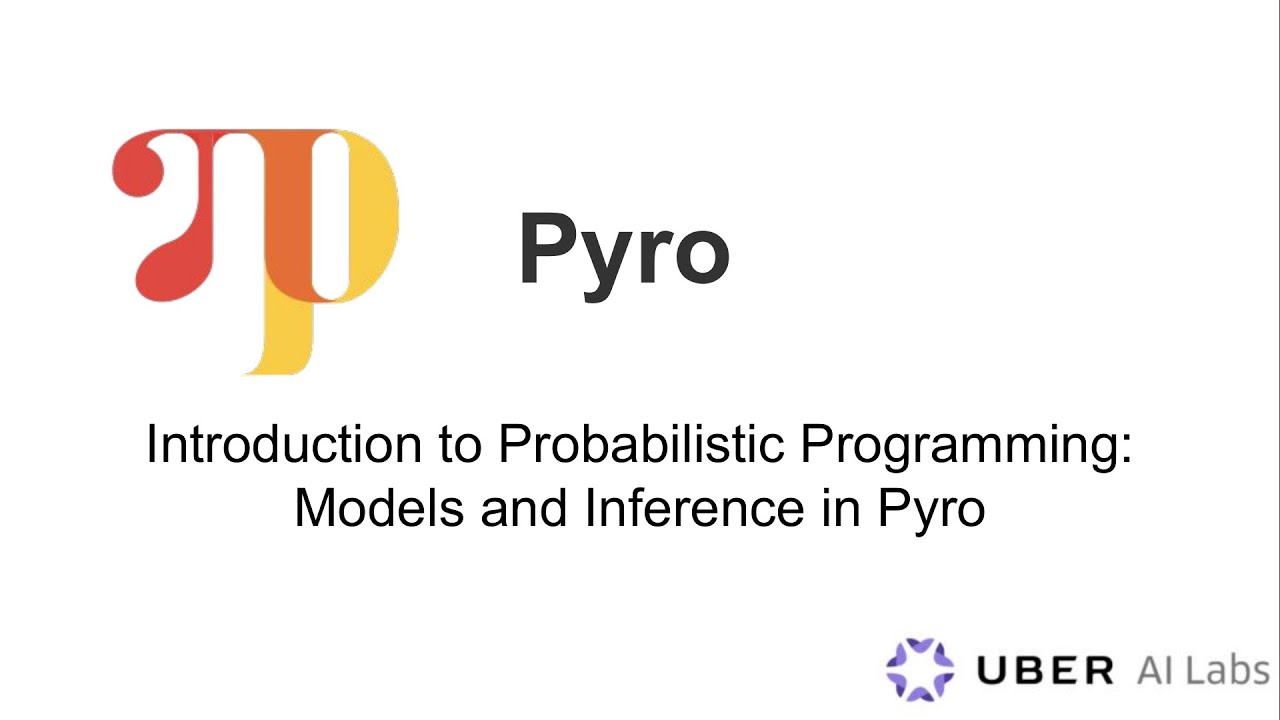 Pyro
Introduction to Probabilistic Programming:
Models and Inference in Pyro
UBER AI Labs